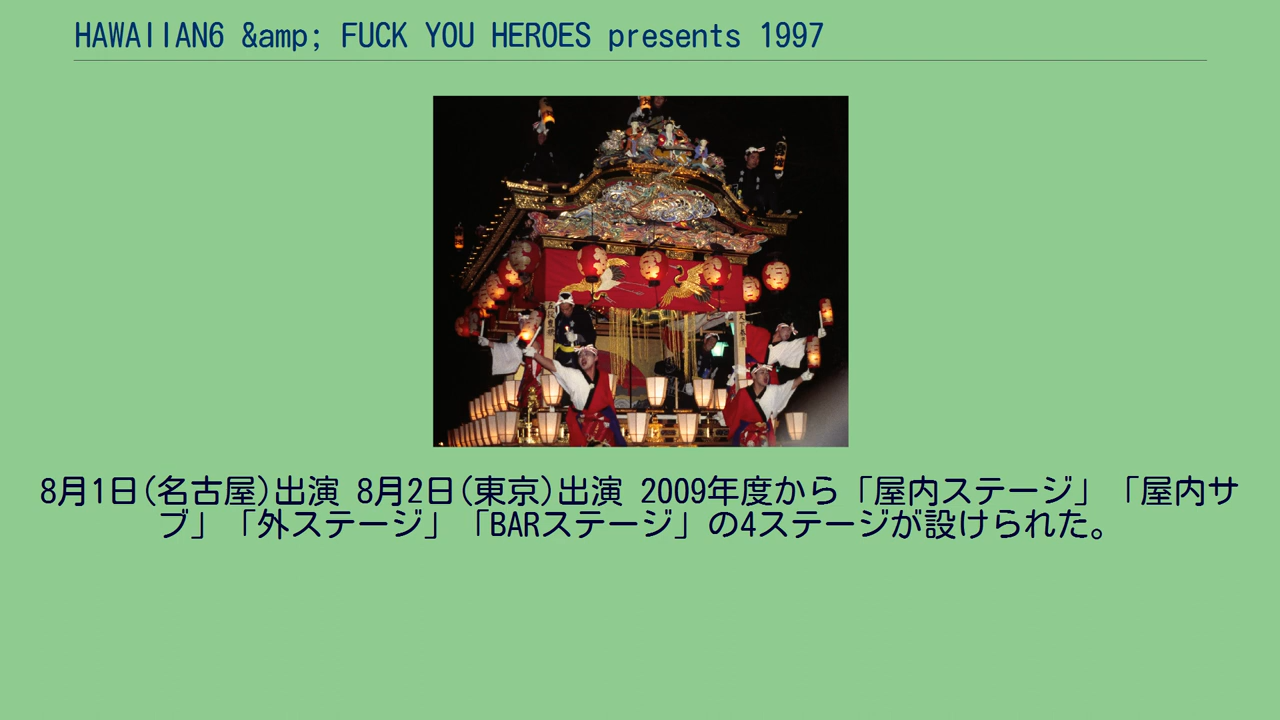 HAWAIIAN6 &amp; FUCK YOU HEROES presents 1997
8月1日(名古屋)出演 8月2日(東京)出演 2009年度から「屋内ステージ」「屋内サ
ブ」「外ステージ」「BARステージ」の4ステージが設けられた。